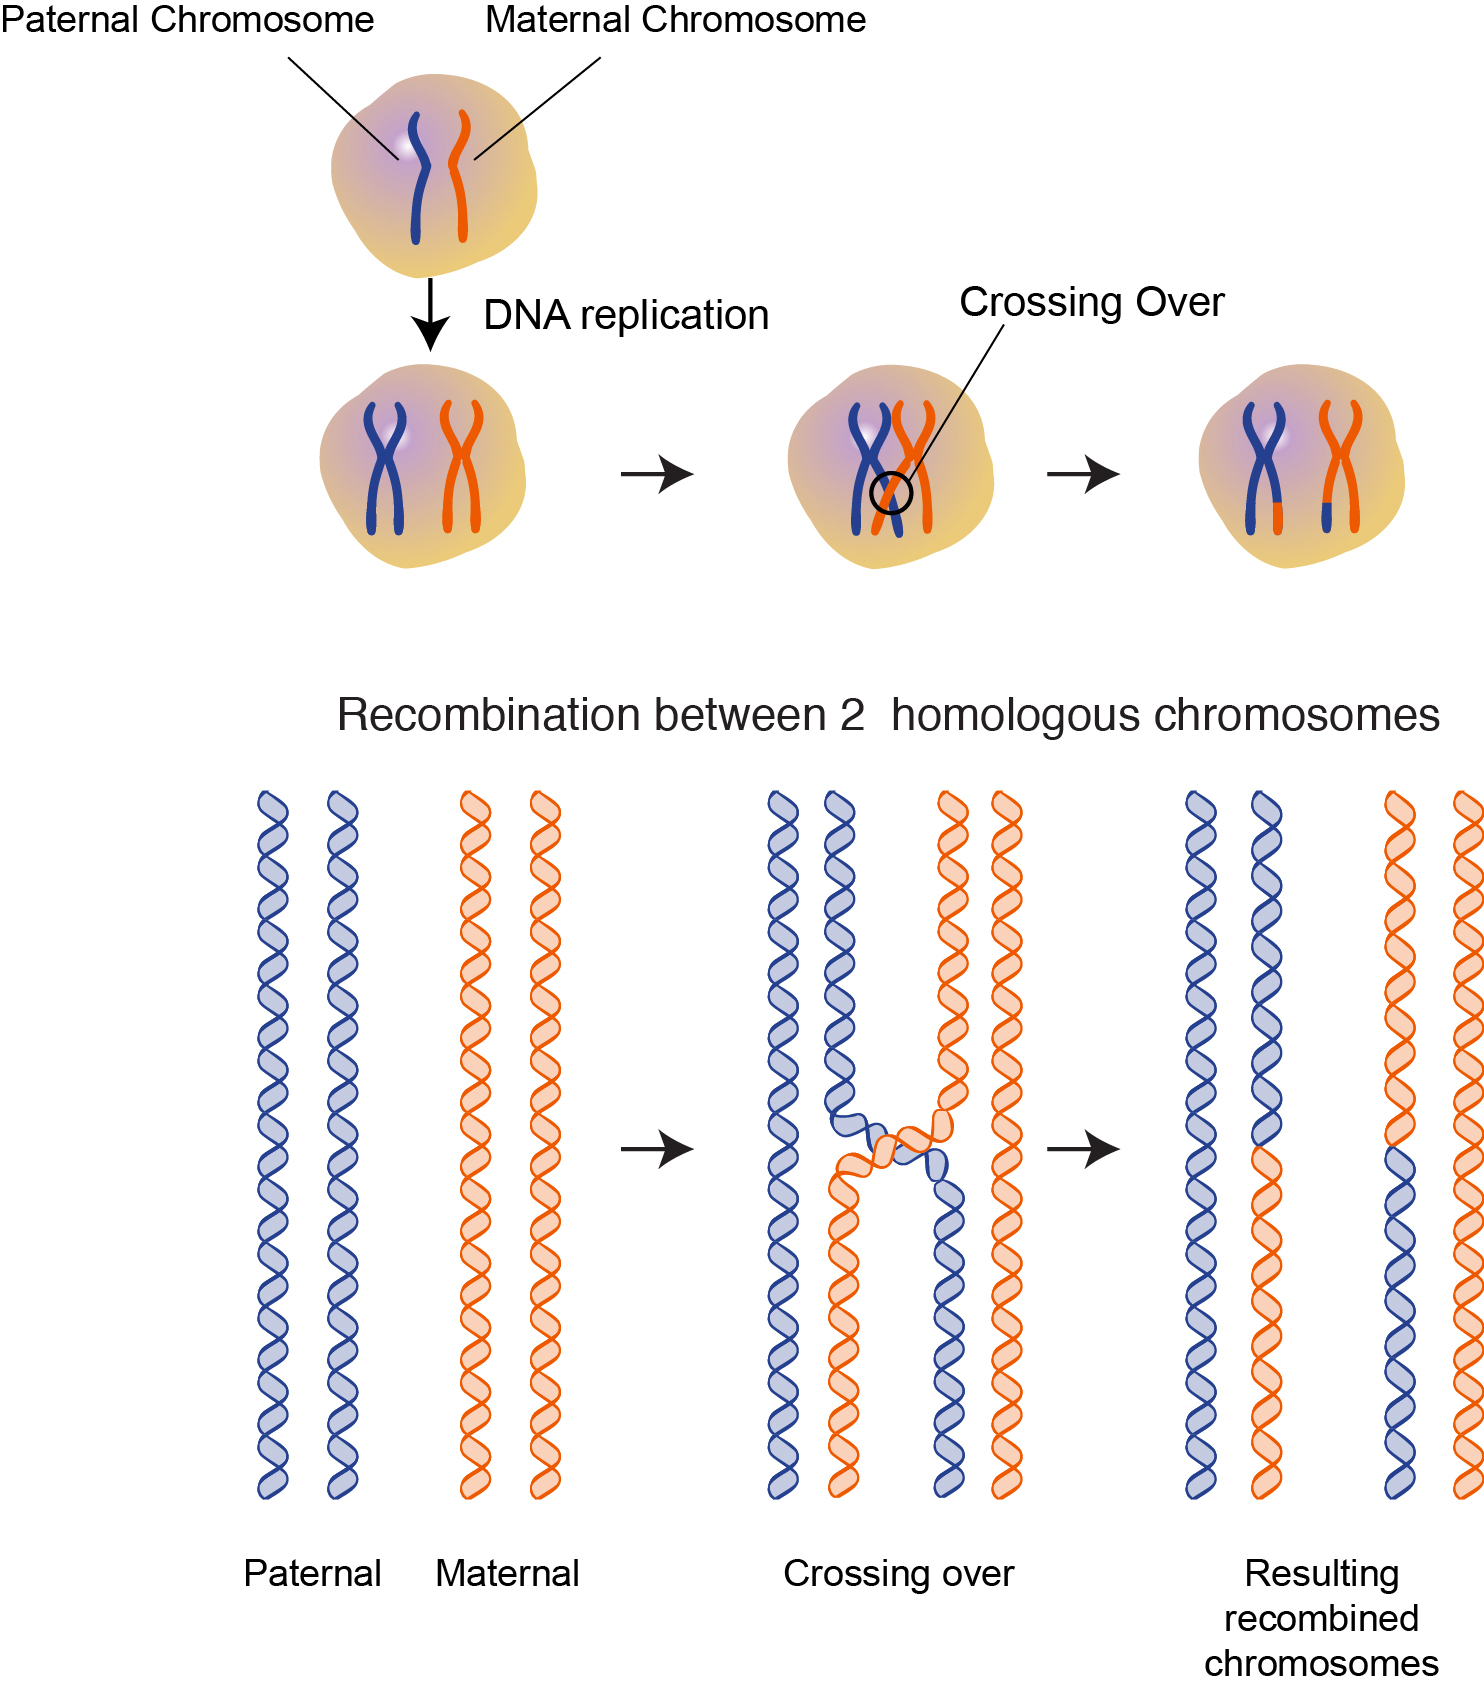 Paternal Chromosome
Maternal Chromosome
DNA replication
Crossing Over
Recombination between 2 homologous chromosomes
Paternal
Maternal
Crossing over
Resulting
recombined
chromosomes